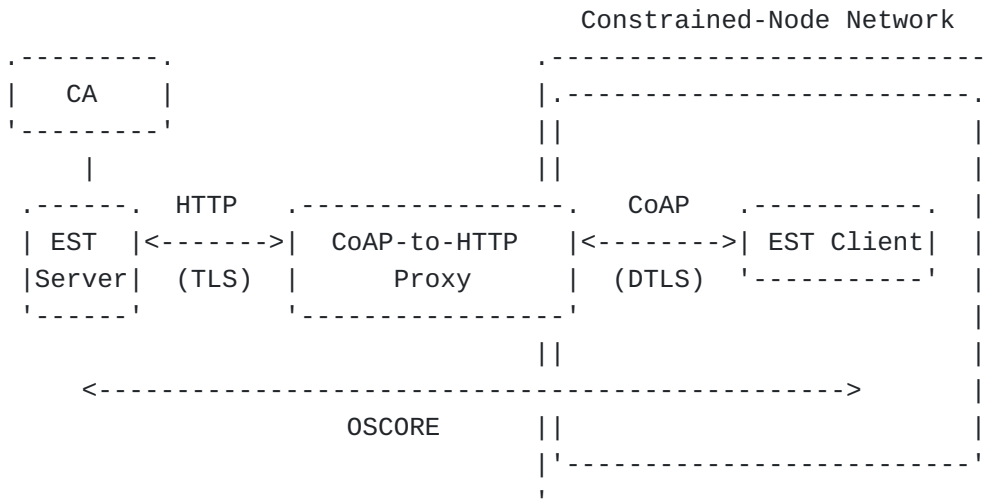 Constrained-Node Network
CA
HTTP CoAP
EST CoAP-to-HTTP EST Client
Server (TLS) Proxy (DTLS)
OSCORE